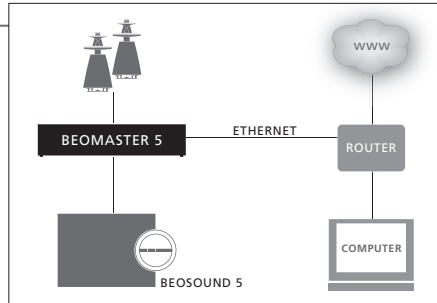 WWW
ETHERNET
BEOMASTER 5
ROUTER
COMPUTER
BEOSOUND 5